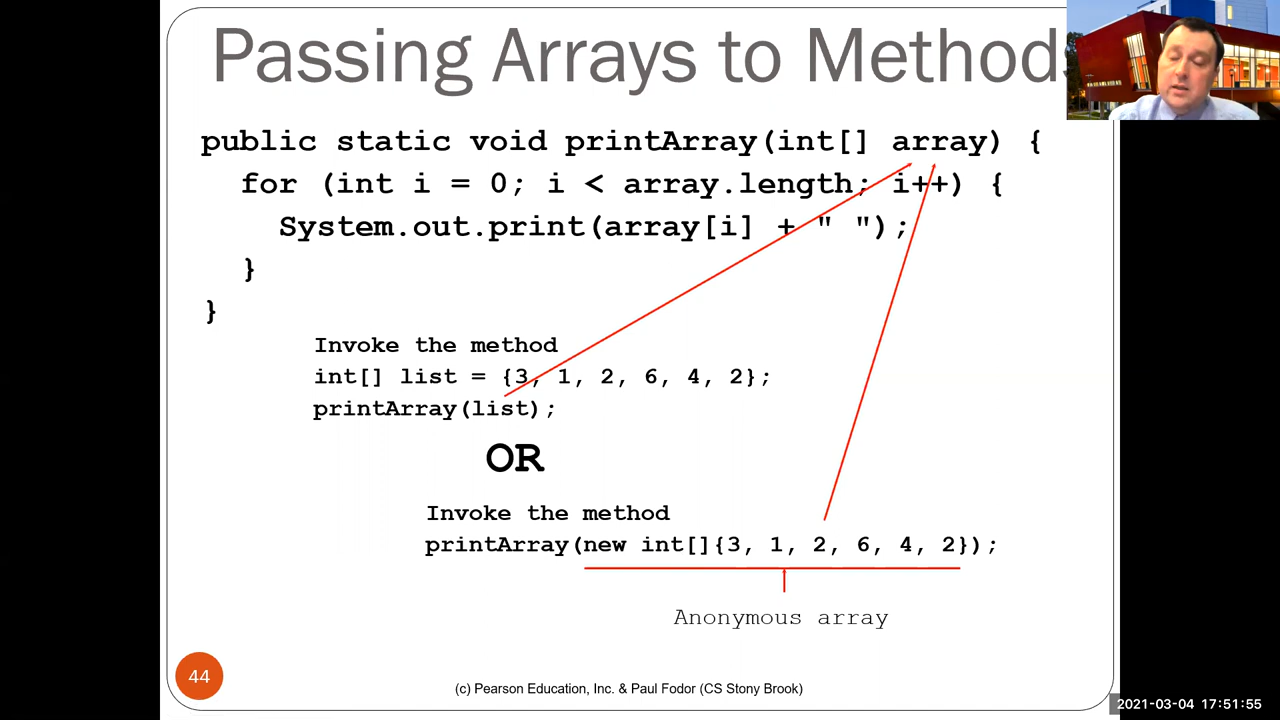 Passing Arrays to Methods
public static void printArray(int[] array) {
for (int i = 0; i < array.length; i++) {
System.out.print(array[i] + " ");
}
}
Invoke the method
int[] list = {3, 1, 2, 6, 4, 2};
printArray(list);
OR
Invoke the method
printArray(new int[]{3, 1, 2, 6, 4, 2});
Anonymous array
44
(c) Pearson Education, Inc. & Paul Fodor (CS Stony Brook)
2021-03-04 17:51:55